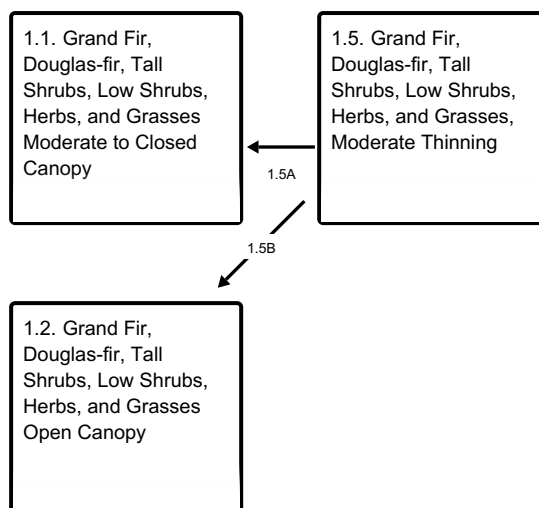 1.1. Grand Fir,
Douglas-fir, Tall
Shrubs, Low Shrubs,
Herbs, and Grasses
Moderate to Closed
Canopy
1.5. Grand Fir,
Douglas-fir, Tall
Shrubs, Low Shrubs,
Herbs, and Grasses,
Moderate Thinning
1.5A
1.5B
1.2. Grand Fir,
Douglas-fir, Tall
Shrubs, Low Shrubs,
Herbs, and Grasses
Open Canopy